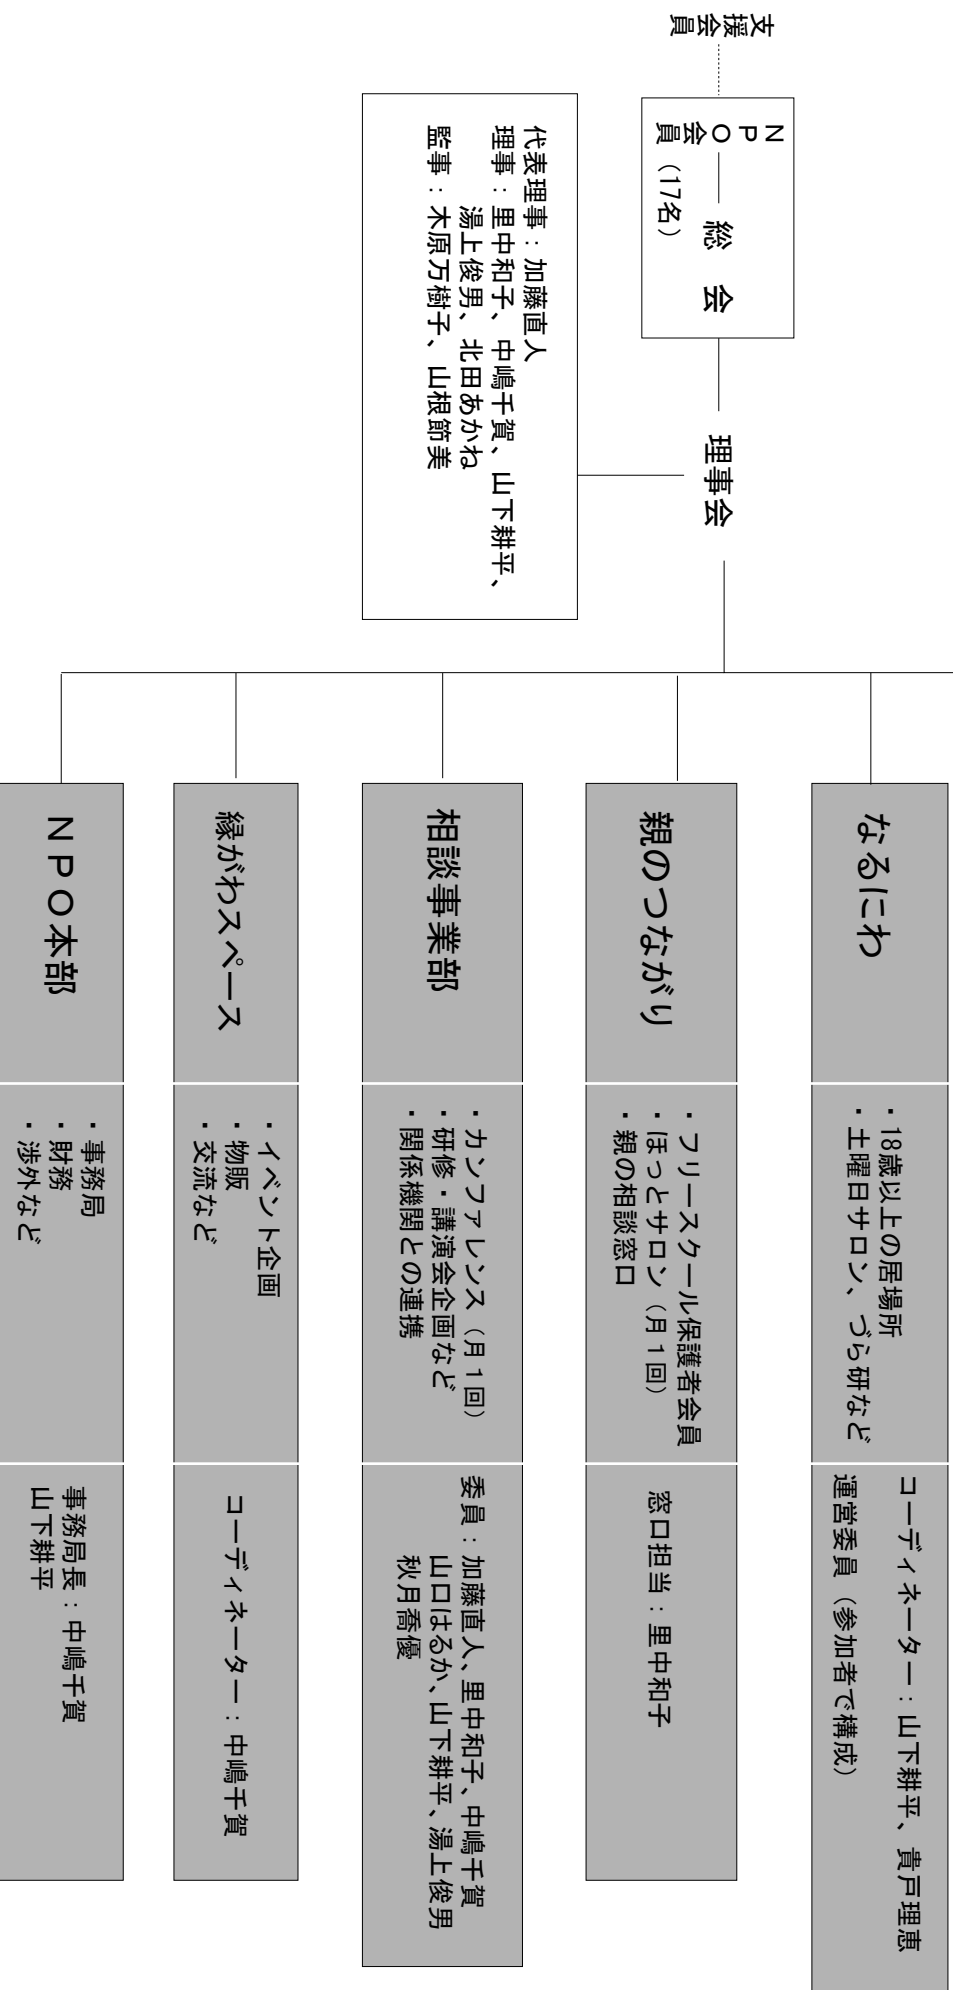 支援会員
NPO会員
総　会
（17名）
理事会
代表理事：加藤直人
理事：里中和子、中嶋千賀、山下耕平、
湯上俊男、北田あかね
監事：木原万樹子、山根節美
なるにわ
・18歳以上の居場所
・土曜日サロン、づら研など
コーディネーター：山下耕平、貴戸理恵
運営委員（参加者で構成）
親のつながり
・フリースクール保護者会員
・ほっとサロン（月１回）
・親の相談窓口
窓口担当：里中和子
相談事業部
・カンファレンス（月１回）
・研修・講演会企画など
・関係機関との連携
委員：加藤直人、里中和子、中嶋千賀
山口はるか、山下耕平、湯上俊男
秋月喬優
縁がわスペース
・イベント企画
・物販
・交流など
コーディネーター：中嶋千賀
ＮＰＯ本部
・事務局
・財務
・渉外など
事務局長：中嶋千賀
山下耕平